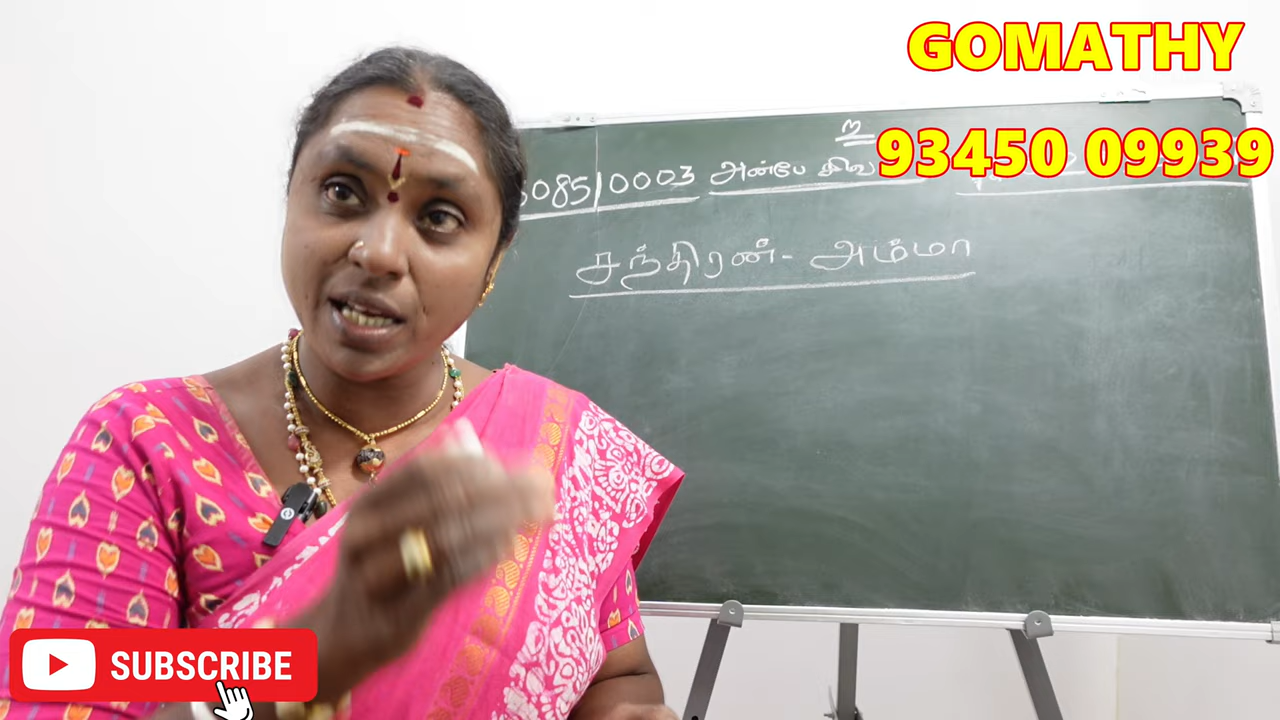 GOMATHY
93450 09939
உ
085/0003 அன்பே சிவ
சந்திரன் - அம்மா
SUBSCRIBE